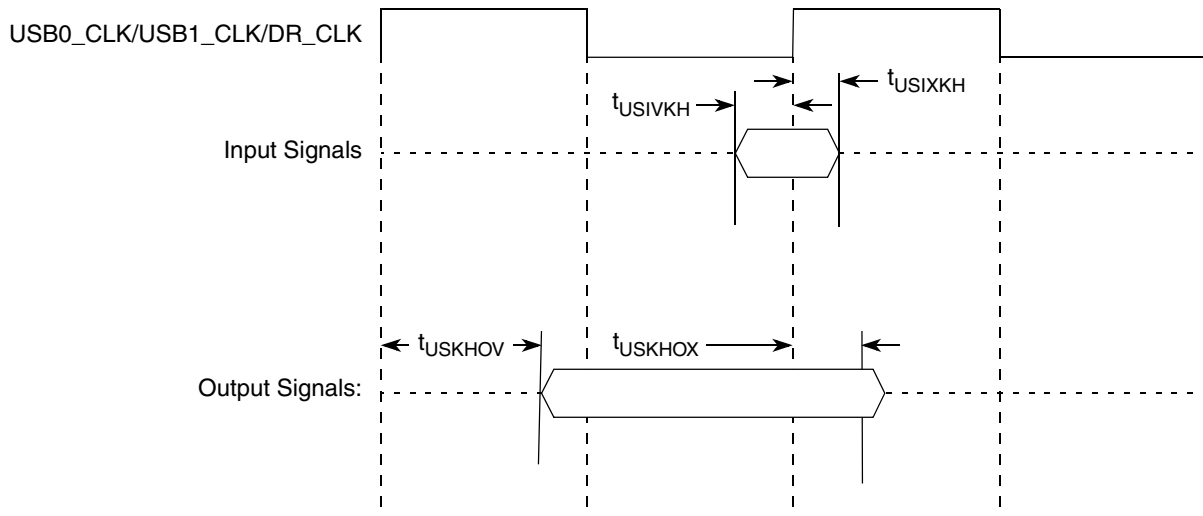 USB0_CLK/USB1_CLK/DR_CLK
tUSIXKH
tUSIVKH
Input Signals
tUSKHOV
tUSKHOX
Output Signals: